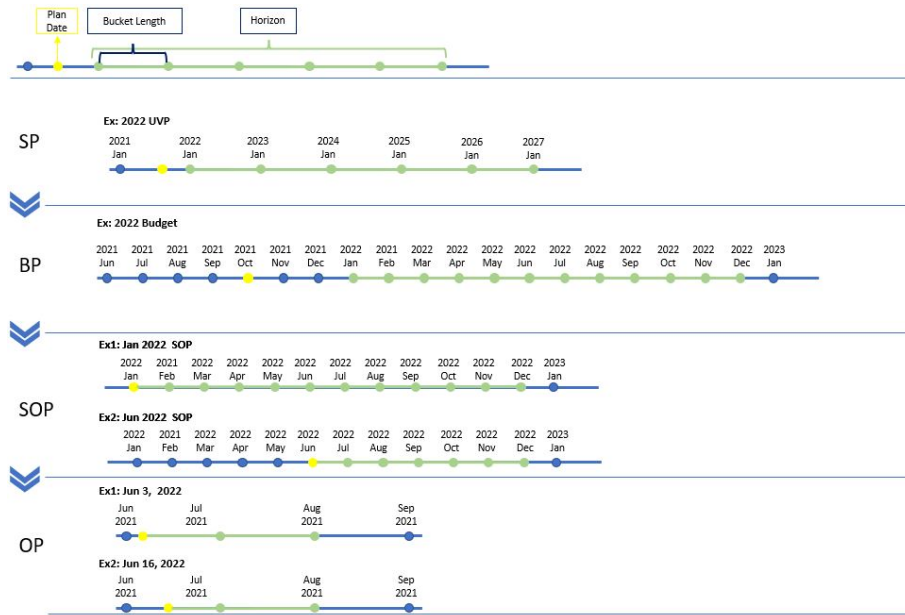 Plan
Date
Bucket Length
Horizon
SP
Ex: 2022 UVP
2021 2022 2023 2024 2025 2026 2027
Jan Jan Jan Jan Jan Jan Jan
BP
Ex: 2022 Budget
2021 2021 2021 2021 2021 2021 2021 2022 2022 2022 2022 2022 2022 2022 2022 2022 2022 2022 2022 2023
Jun Jul Aug Sep Oct Nov Dec Jan Feb Mar Apr May Jun Jul Aug Sep Oct Nov Dec Jan
SOP
Ex1: Jan 2022 SOP
2022 2021 2022 2022 2022 2022 2022 2022 2022 2022 2022 2022 2023
Jan Feb Mar Apr May Jun Jul Aug Sep Oct Nov Dec Jan
Ex2: Jun 2022 SOP
2022 2021 2022 2022 2022 2022 2022 2022 2022 2022 2022 2022 2023
Jan Feb Mar Apr May Jun Jul Aug Sep Oct Nov Dec Jan
OP
Ex1: Jun 3, 2022
Jun Jul Aug Sep
2021 2021 2021 2021
Ex2: Jun 16, 2022
Jun Jul Aug Sep
2021 2021 2021 2021